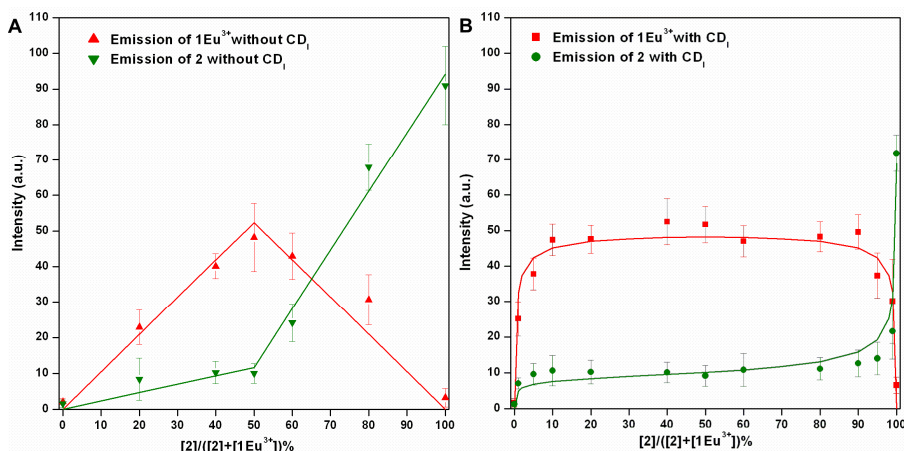 A
Emission of 1Eu³⁺without CDI
Emission of 2 without CDI
Intensity (a.u.)
110
100
90
80
70
60
50
40
30
20
10
0
0 10 20 30 40 50 60 70 80 90 100
[2]/([2]+[1Eu³⁺])%
B
Emission of 1Eu³⁺with CDI
Emission of 2 with CDI
Intensity (a.u.)
110
100
90
80
70
60
50
40
30
20
10
0
0 10 20 30 40 50 60 70 80 90 100
[2]/([2]+[1Eu³⁺])%